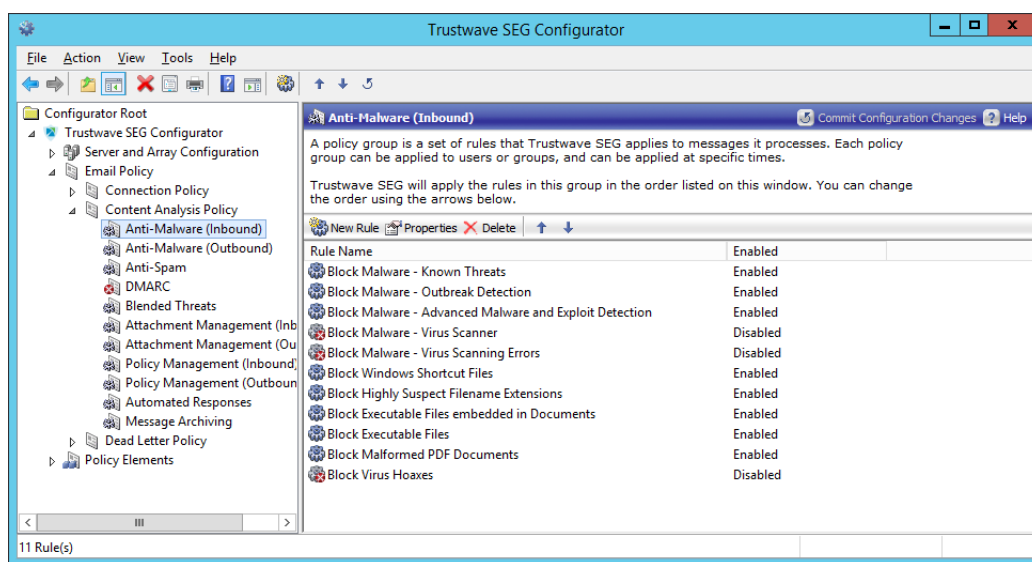 Trustwave SEG Configurator
File Action View Tools Help
Configurator Root
Trustwave SEG Configurator
Server and Array Configuration
Email Policy
Connection Policy
Content Analysis Policy
Anti-Malware (Inbound)
Anti-Malware (Outbound)
Anti-Spam
DMARC
Blended Threats
Attachment Management (Inb
Attachment Management (Ou
Policy Management (Inbound)
Policy Management (Outboun
Automated Responses
Message Archiving
Dead Letter Policy
Policy Elements
Anti-Malware (Inbound) Commit Configuration Changes Help
A policy group is a set of rules that Trustwave SEG applies to messages it processes. Each policy
group can be applied to users or groups, and can be applied at specific times.
Trustwave SEG will apply the rules in this group in the order listed on this window. You can change
the order using the arrows below.
New Rule Properties Delete
Rule Name Enabled
Block Malware - Known Threats Enabled
Block Malware - Outbreak Detection Enabled
Block Malware - Advanced Malware and Exploit Detection Enabled
Block Malware - Virus Scanner Disabled
Block Malware - Virus Scanning Errors Disabled
Block Windows Shortcut Files Enabled
Block Highly Suspect Filename Extensions Enabled
Block Executable Files embedded in Documents Enabled
Block Executable Files Enabled
Block Malformed PDF Documents Enabled
Block Virus Hoaxes Disabled
11 Rule(s)